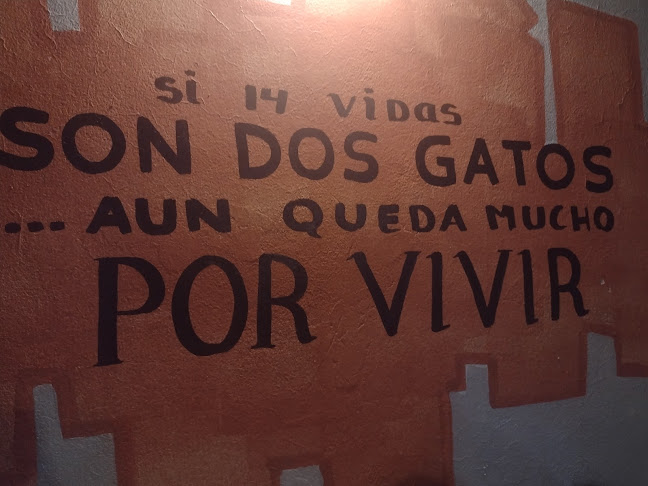 Si 14 ViDas
SON DOS GATOS
... AUN QUEDA MUCHO
POR VIVIR